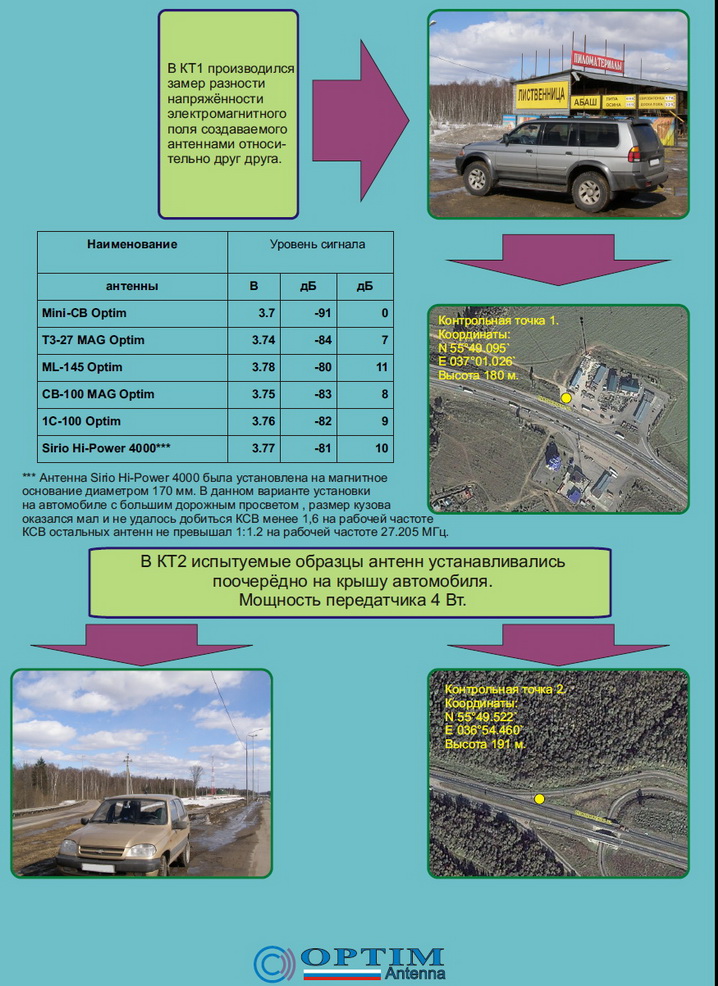 В КТ1 производился
замер разности
напряжённости
электромагнитного
поля создаваемого
антеннами относи-
тельно друг друга.
ПИЛОМАТЕРИАЛЫ
ЛИСТВЕННИЦА
АБАШ
Наименование Уровень сигнала
антенны В дБ дБ
Mini-CB Optim 3.7 -91 0
T3-27 MAG Optim 3.74 -84 7
ML-145 Optim 3.78 -80 11
CB-100 MAG Optim 3.75 -83 8
1C-100 Optim 3.76 -82 9
Sirio Hi-Power 4000*** 3.77 -81 10
Контрольная точка 1.
Координаты:
N 55°49.095`
E 037°01.026`
Высота 180 м.
*** Антенна Sirio Hi-Power 4000 была установлена на магнитное
основание диаметром 170 мм. В данном варианте установки
на автомобиле с большим дорожным просветом , размер кузова
оказался мал и не удалось добиться КСВ менее 1,6 на рабочей частоте
КСВ остальных антенн не превышал 1:1.2 на рабочей частоте 27.205 МГц.
В КТ2 испытуемые образцы антенн устанавливались
поочерёдно на крышу автомобиля.
Мощность передатчика 4 Вт.
Контрольная точка 2.
Координаты:
N 55°49.522`
E 036°54.460`
Высота 191 м.
OPTIM
Antenna